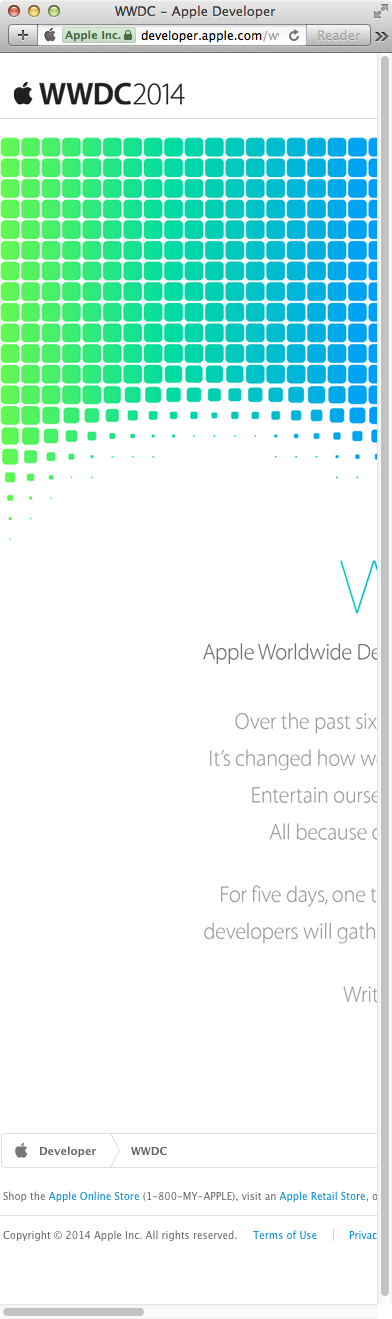 WWDC – Apple Developer
Apple Inc. developer.apple.com/w Reader
WWDC2014
W
Apple Worldwide De
Over the past six
It's changed how we
Entertain ourse
All because o
For five days, one t
developers will gath
Writ
Developer WWDC
Shop the Apple Online Store (1-800-MY-APPLE), visit an Apple Retail Store, o
Copyright © 2014 Apple Inc. All rights reserved. Terms of Use Privac